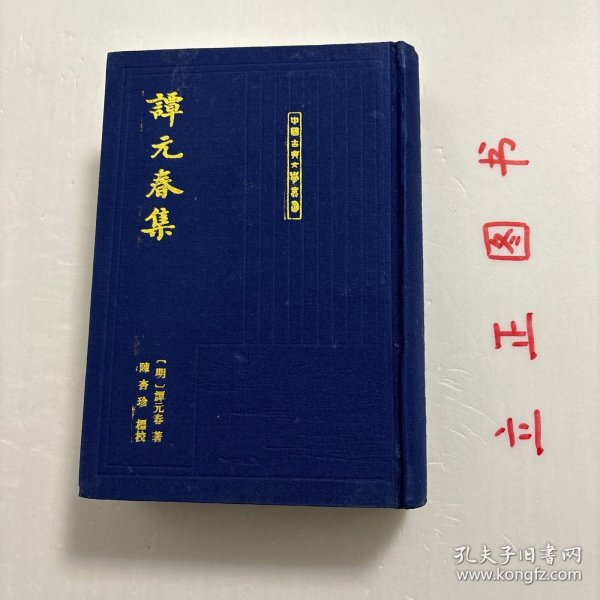 譚元春集
中國古典文學叢書
〔明〕譚元春 著
陳杏珍 標校
书
图
正
立
孔夫子旧书网
www.kongfz.com